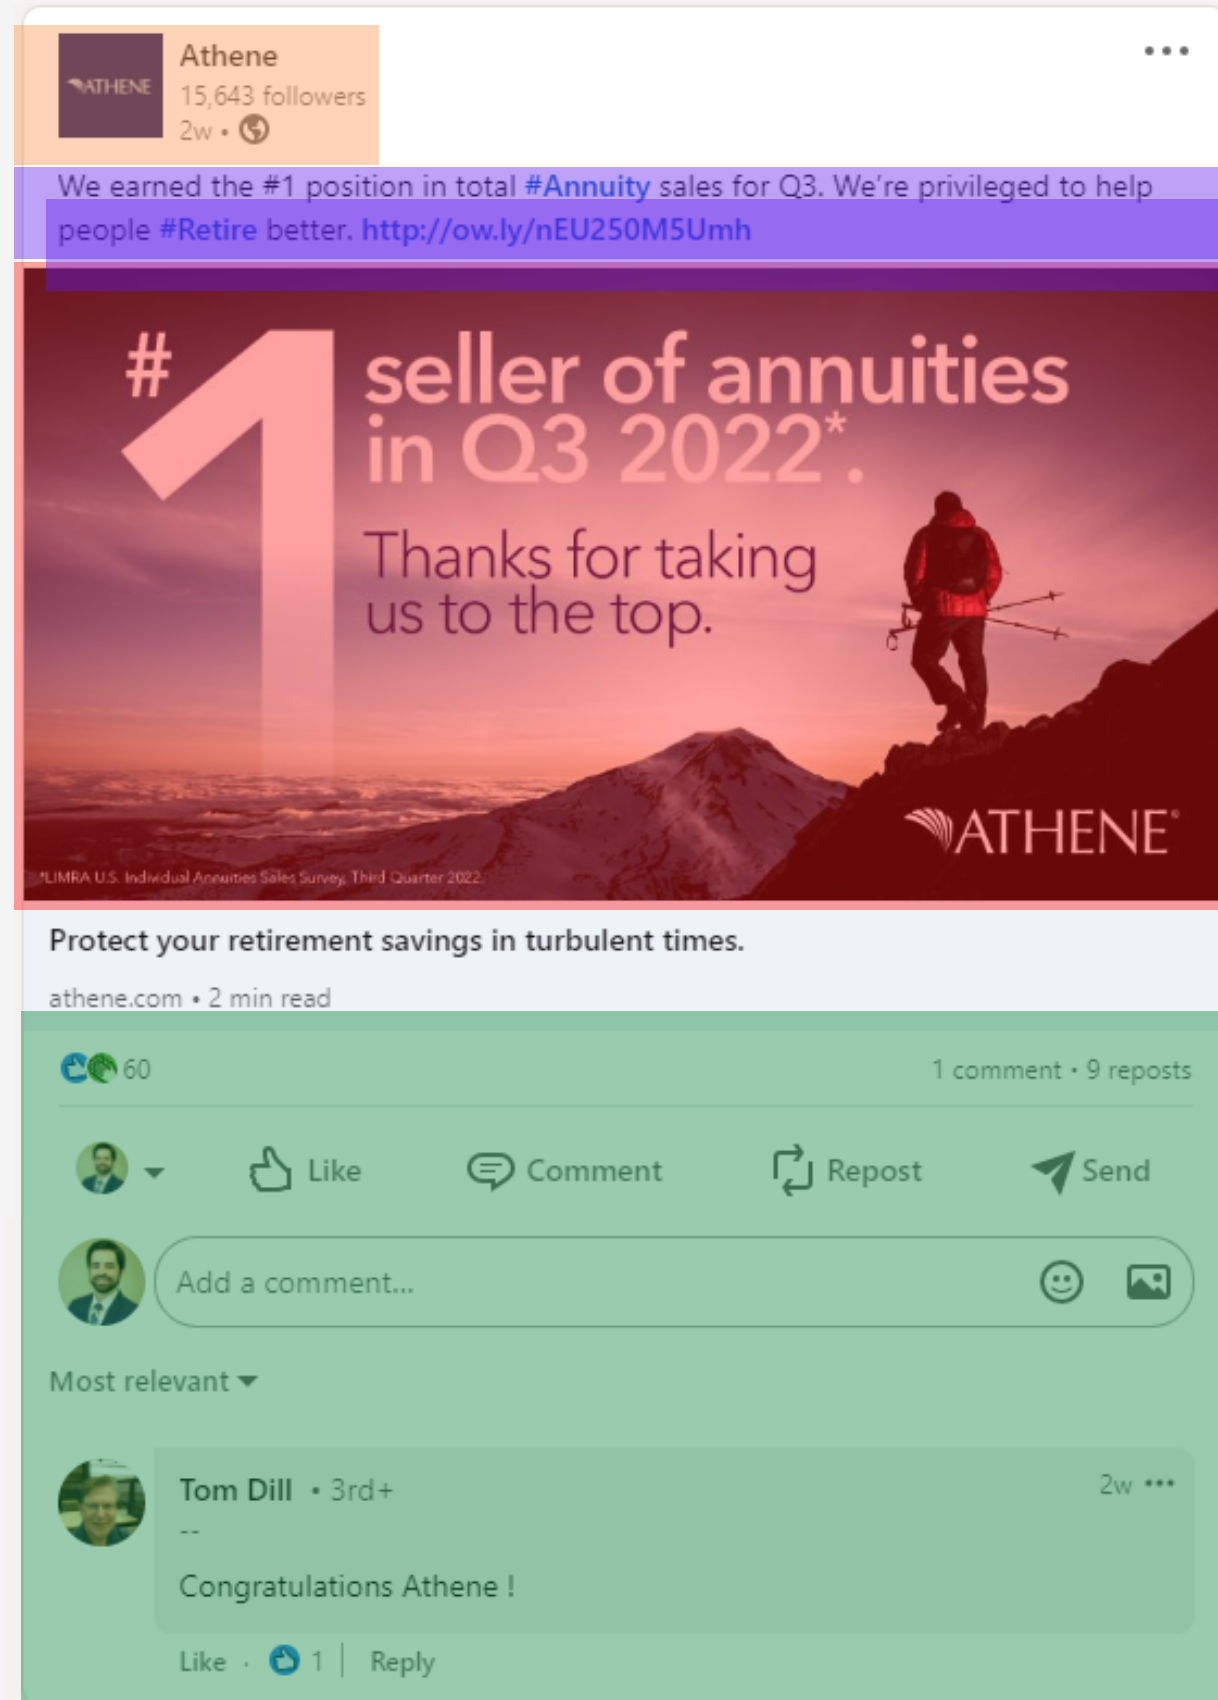 ATHENE
Athene
15,643 followers
2w •
We earned the #1 position in total #Annuity sales for Q3. We're privileged to help
people #Retire better. http://ow.ly/nEU250M5Umh
#1 seller of annuities
in Q3 2022*.
Thanks for taking
us to the top.
ATHENE®
*LIMRA U.S. Individual Annuities Sales Survey, Third Quarter 2022.
Protect your retirement savings in turbulent times.
athene.com • 2 min read
60
1 comment • 9 reposts
Like Comment Repost Send
Add a comment...
Most relevant
Tom Dill • 3rd+
2w •••
--
Congratulations Athene !
Like · 1 | Reply